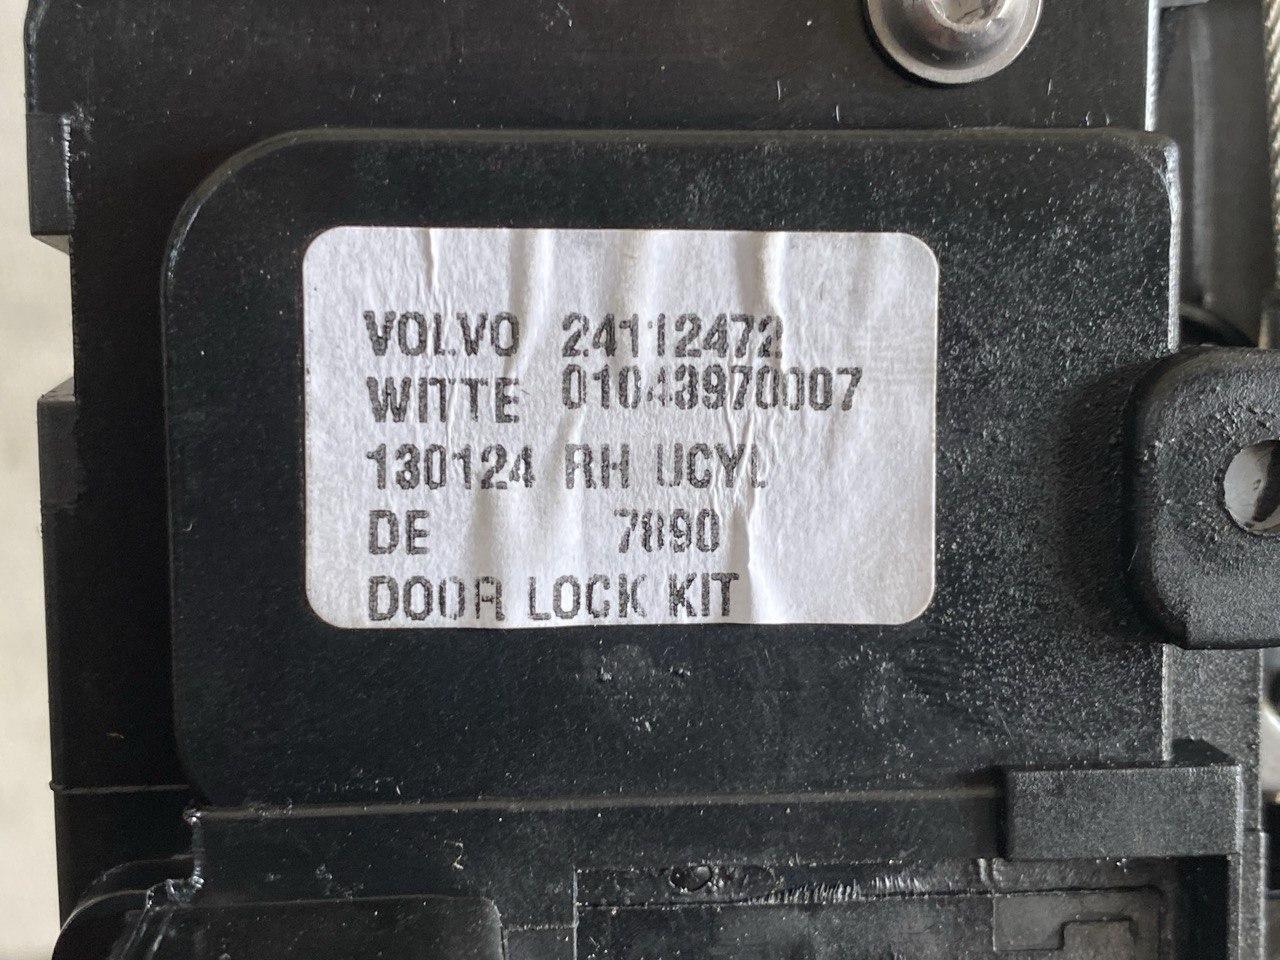 VOLVO 24112472
WITTE 01043970007
130124 RH UCYL
DE 7890
DOOR LOCK KIT